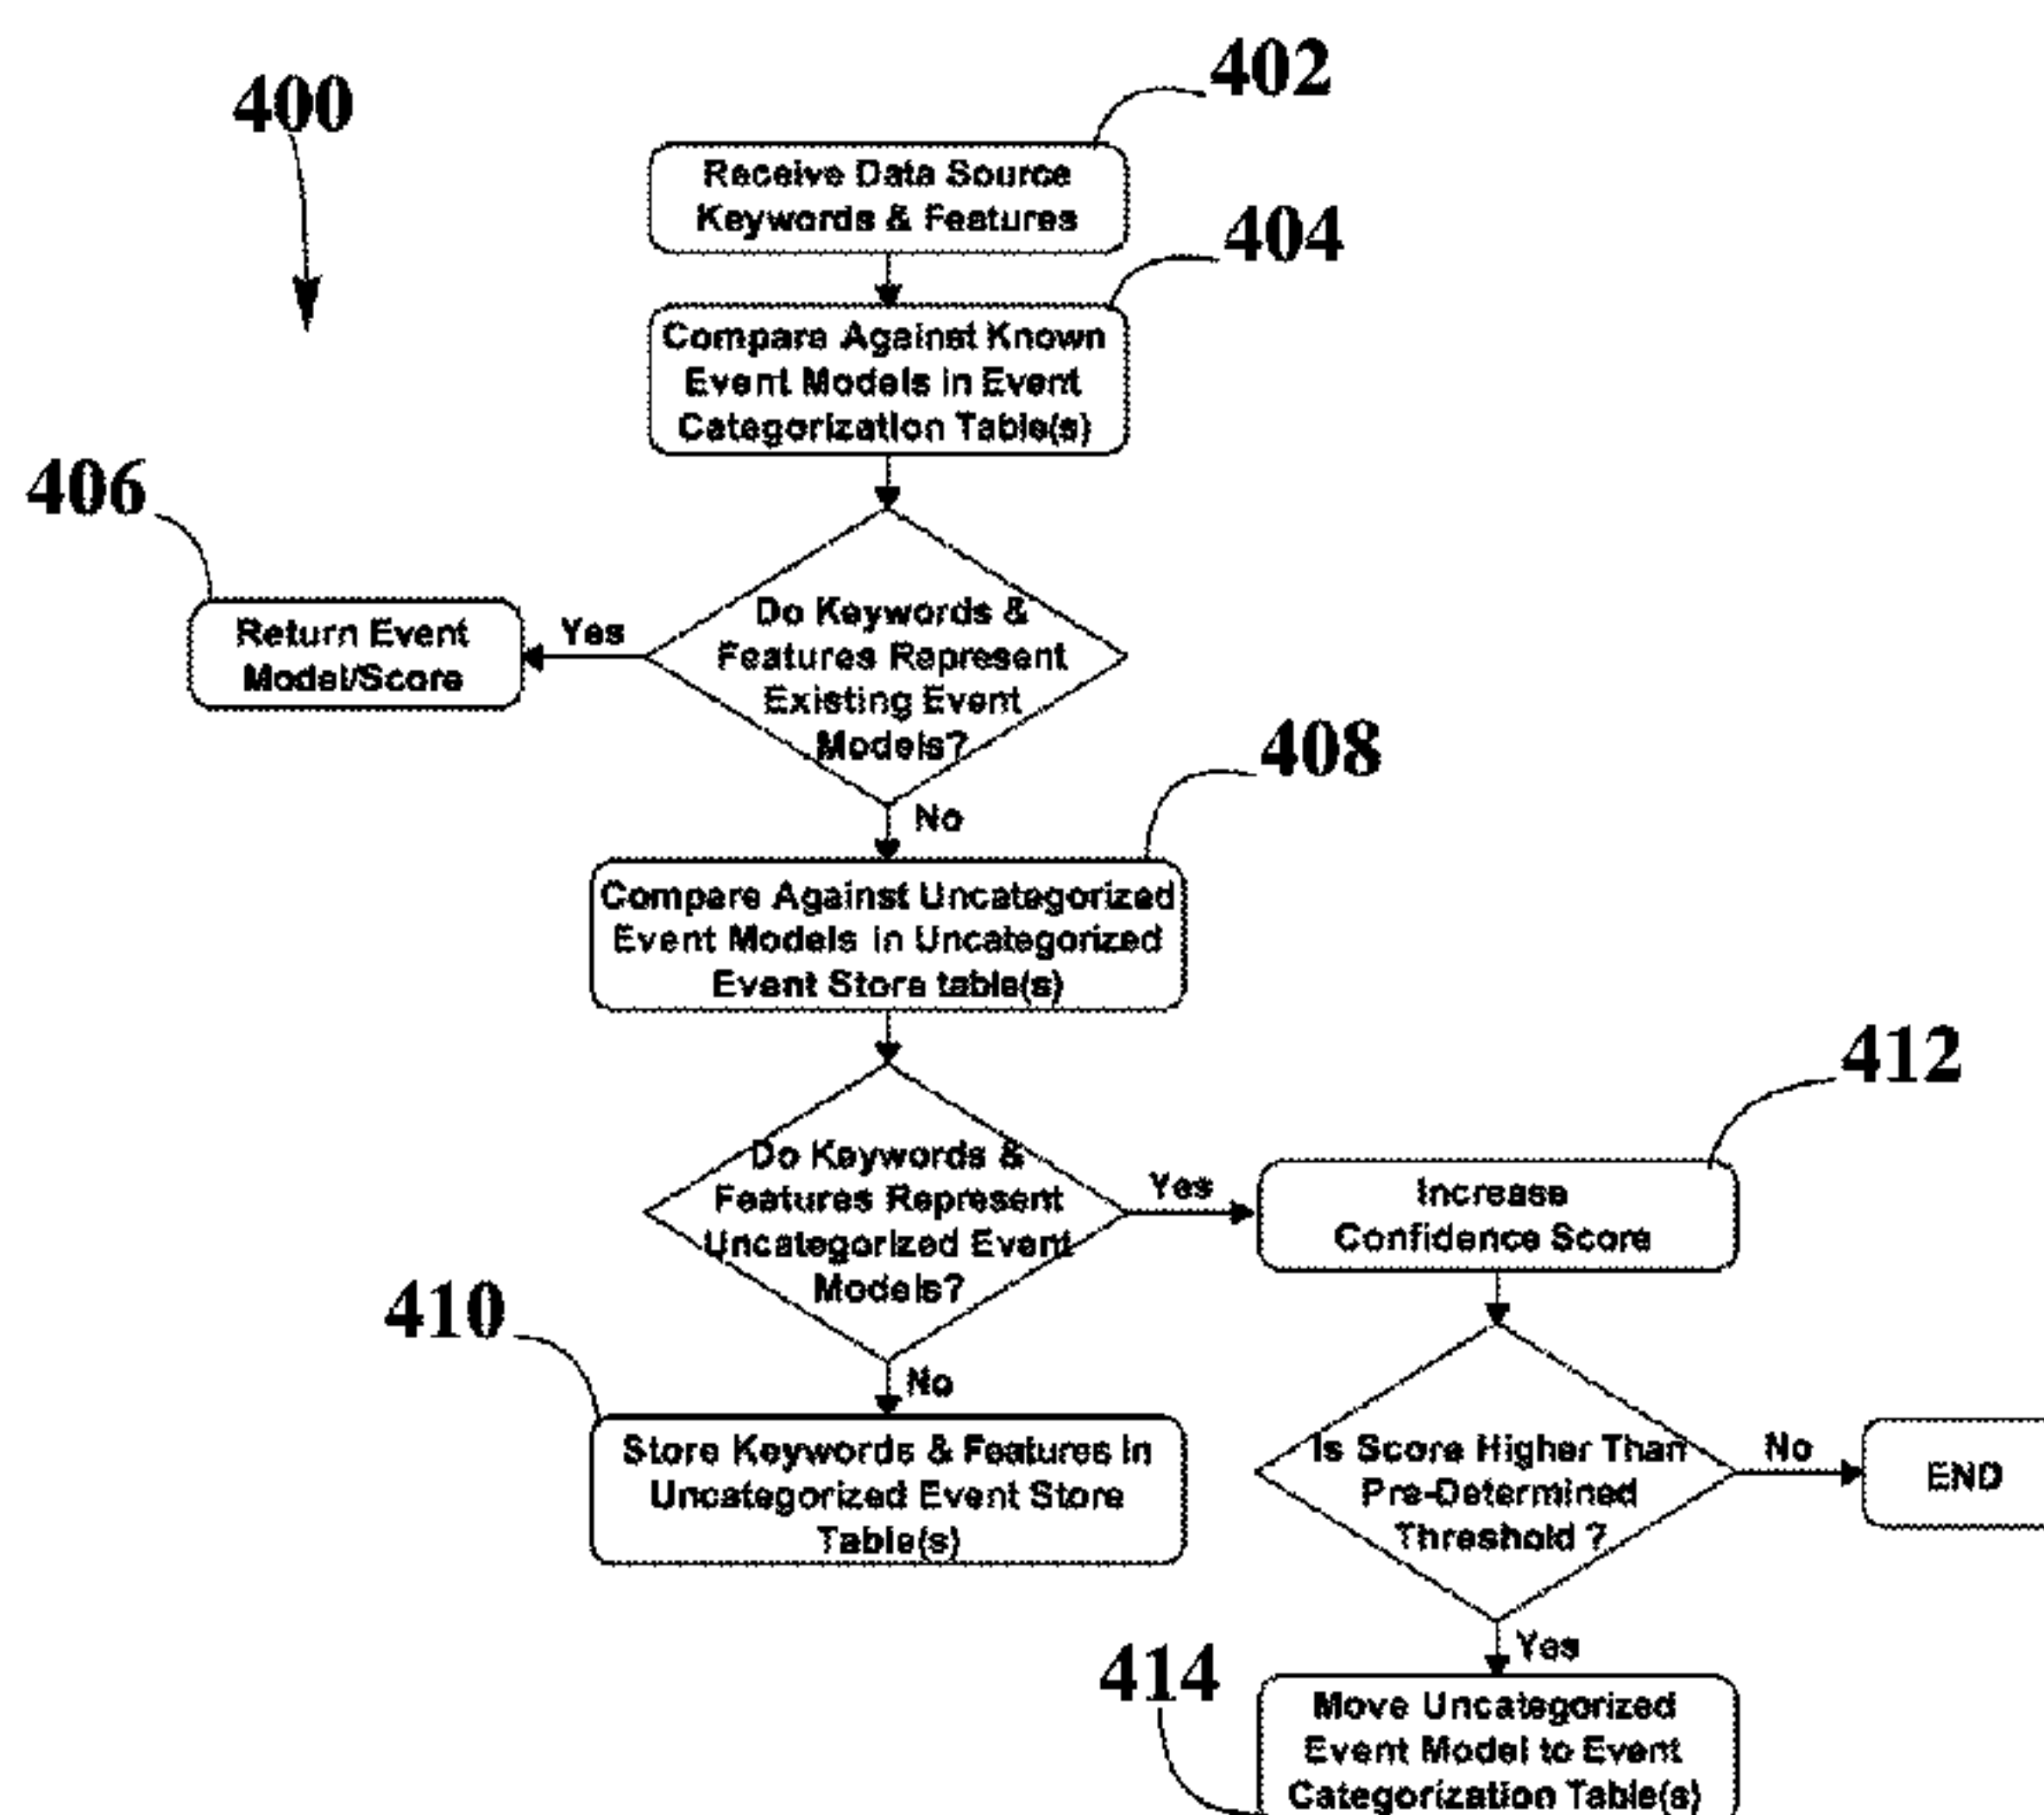 400
402
Receive Data Source
Keywords & Features
404
Compare Against Known
Event Models in Event
Categorization Table(s)
406
Return Event
Model/Score
Yes
Do Keywords &
Features Represent
Existing Event
Models?
No
408
Compare Against Uncategorized
Event Models in Uncategorized
Event Store table(s)
Do Keywords &
Features Represent
Uncategorized Event
Models?
Yes
412
Increase
Confidence Score
410
No
Store Keywords & Features in
Uncategorized Event Store
Table(s)
Is Score Higher Than
Pre-Determined
Threshold ?
No
END
Yes
414
Move Uncategorized
Event Model to Event
Categorization Table(s)